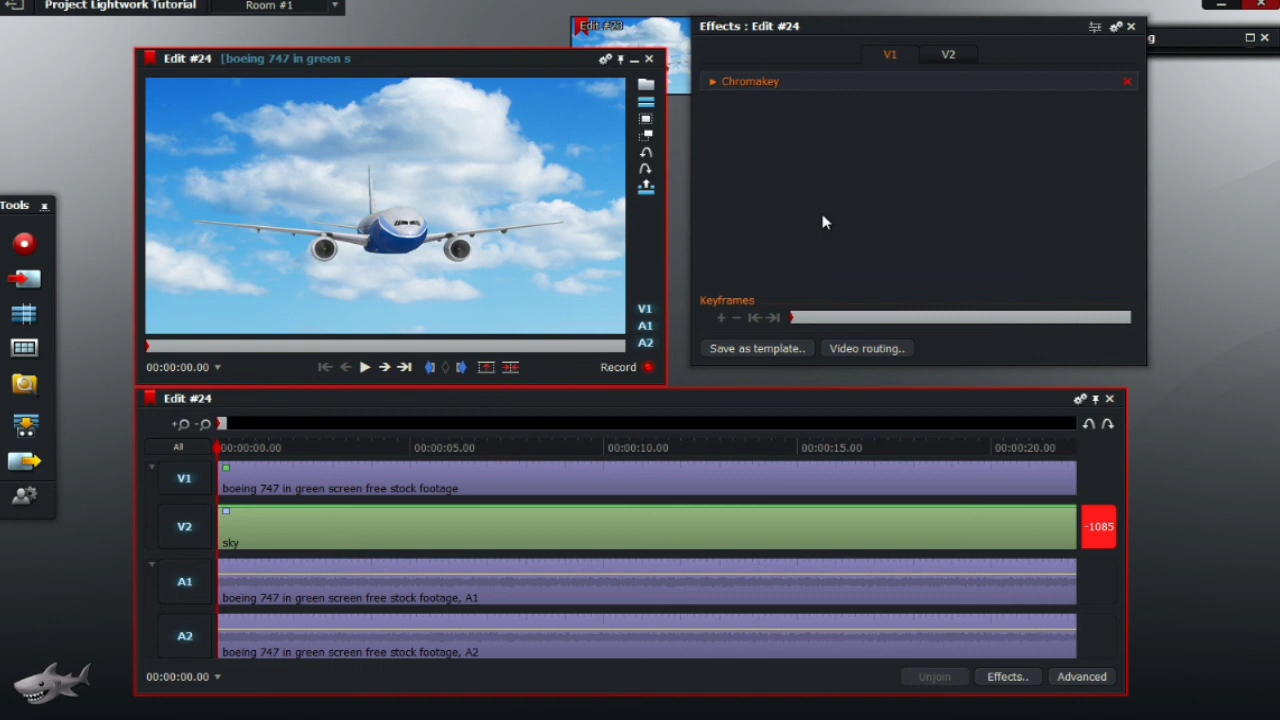 Project Lightwork Tutorial
Room #1
Edit #23
Effects : Edit #24
V1
V2
Chromakey
Keyframes
Save as template..
Video routing..
g
Edit #24
[boeing 747 in green s
V1
A1
A2
00:00:00.00
Record
Tools
Edit #24
All
00:00:00.00
00:00:05.00
00:00:10.00
00:00:15.00
00:00:20.00
V1
boeing 747 in green screen free stock footage
V2
sky
-1085
A1
boeing 747 in green screen free stock footage, A1
A2
boeing 747 in green screen free stock footage, A2
00:00:00.00
Unjoin
Effects..
Advanced